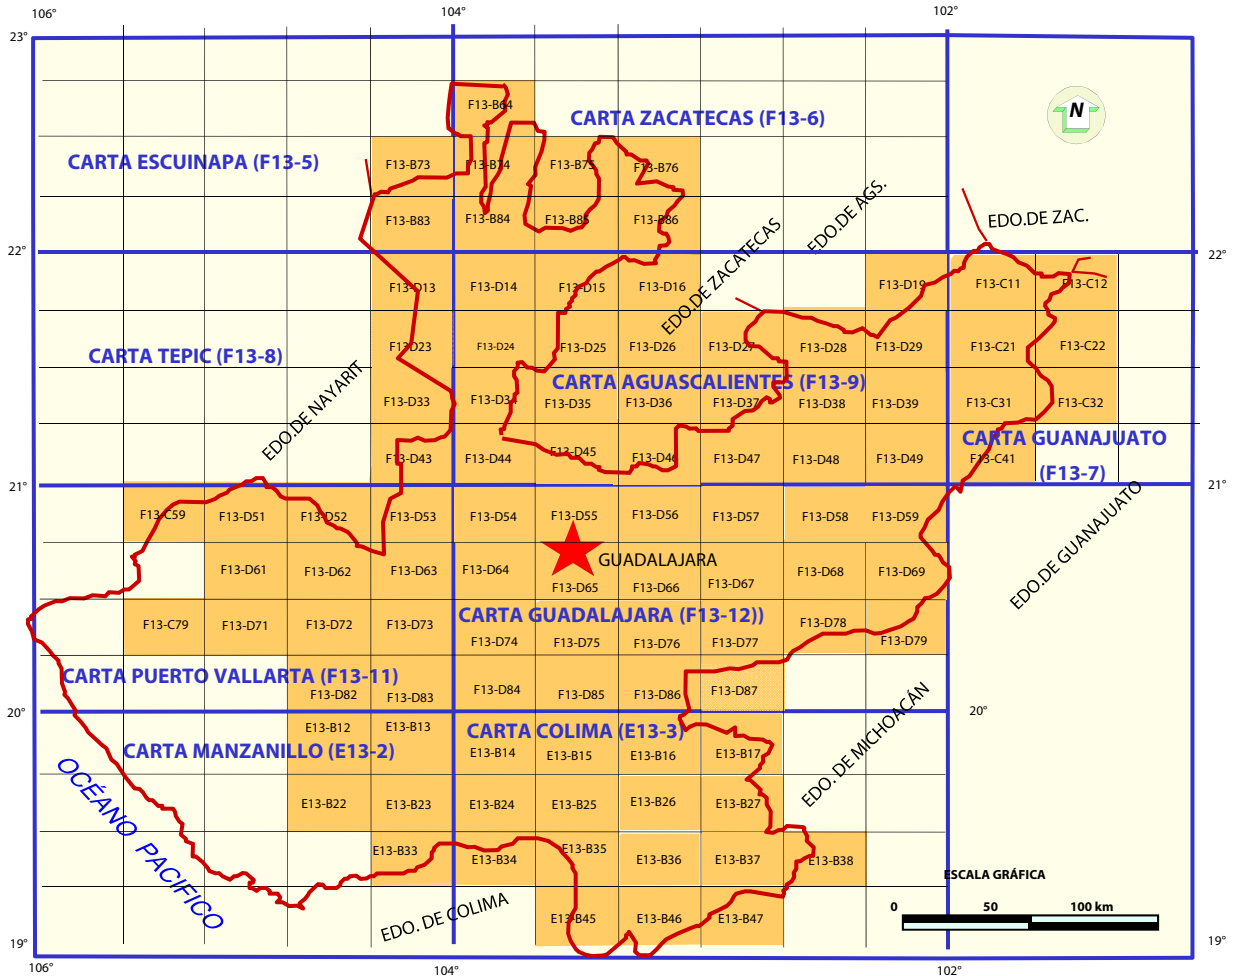 106°
104°
102°
23°
F13-B64
CARTA ZACATECAS (F13-6)
N
CARTA ESCUINAPA (F13-5)
F13-B73
F13-B74
F13-B75
F13-B76
EDO.DE AGS.
EDO.DE ZAC.
F13-B83
F13-B84
F13-B85
F13-B86
EDO.DE ZACATECAS
22°
22°
F13-D13
F13-D14
F13-D15
F13-D16
F13-D19
F13-C11
F13-C12
CARTA TEPIC (F13-8)
F13-D23
F13-D24
F13-D25
F13-D26
F13-D27
F13-D28
F13-D29
F13-C21
F13-C22
CARTA AGUASCALIENTES (F13-9)
EDO.DE NAYARIT
F13-D33
F13-D34
F13-D35
F13-D36
F13-D37
F13-D38
F13-D39
F13-C31
F13-C32
CARTA GUANAJUATO
(F13-7)
F13-D43
F13-D44
F13-D45
F13-D46
F13-D47
F13-D48
F13-D49
F13-C41
21°
21°
F13-C59
F13-D51
F13-D52
F13-D53
F13-D54
F13-D55
F13-D56
F13-D57
F13-D58
F13-D59
EDO.DE GUANAJUATO
GUADALAJARA
F13-D61
F13-D62
F13-D63
F13-D64
F13-D65
F13-D66
F13-D67
F13-D68
F13-D69
CARTA GUADALAJARA (F13-12))
F13-C79
F13-D71
F13-D72
F13-D73
F13-D74
F13-D75
F13-D76
F13-D77
F13-D78
F13-D79
CARTA PUERTO VALLARTA (F13-11)
F13-D82
F13-D83
F13-D84
F13-D85
F13-D86
F13-D87
20°
20°
E13-B12
E13-B13
CARTA COLIMA (E13-3)
CARTA MANZANILLO (E13-2)
E13-B14
E13-B15
E13-B16
E13-B17
EDO. DE MICHOACÁN
OCÉANO PACIFICO
E13-B22
E13-B23
E13-B24
E13-B25
E13-B26
E13-B27
E13-B33
E13-B34
E13-B35
E13-B36
E13-B37
E13-B38
ESCALA GRÁFICA
0 50 100 km
EDO. DE COLIMA
E13-B45
E13-B46
E13-B47
19°
19°
106°
104°
102°